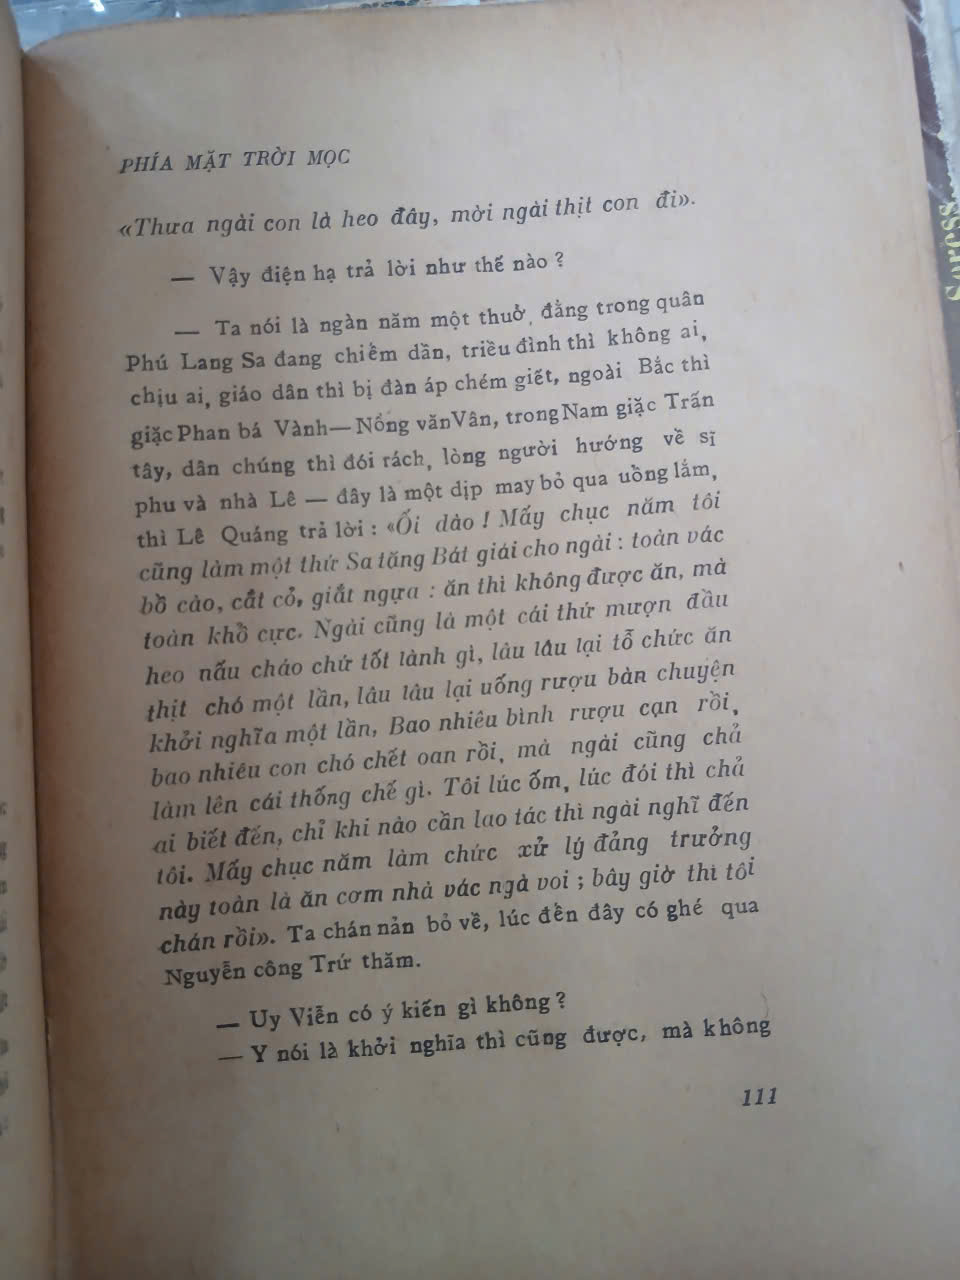 PHÍA MẶT TRỜI MỌC
«Thưa ngài con là heo đây, mời ngài thịt con đi».
— Vậy điện hạ trả lời như thế nào ?
— Ta nói là ngàn năm một thuở, đằng trong quân
Phú Lang Sa đang chiếm dần, triều đình thì không ai,
chịu ai, giáo dân thì bị đàn áp chém giết, ngoài Bắc thì
giặc Phan bá Vành— Nồng văn Vân, trong Nam giặc Trấn
tây, dân chúng thì đói rách, lòng người hướng về sĩ
phu và nhà Lê — đây là một dịp may bỏ qua uổng lắm,
thì Lê Quáng trả lời : «Ối dào ! Mấy chục năm tôi
cũng làm một thứ Sa tăng Bát giái cho ngài : toàn vác
bồ cào, cắt cỏ, giắt ngựa : ăn thì không được ăn, mà
toàn khổ cực. Ngài cũng là một cái thứ mượn đầu
heo nấu cháo chứ tốt lành gì, lâu lâu lại tổ chức ăn
thịt chó một lần, lâu lâu lại uống rượu bàn chuyện
khởi nghĩa một lần, Bao nhiêu bình rượu cạn rồi,
bao nhiêu con chó chết oan rồi, mà ngài cũng chả
làm lên cái thống chế gì. Tôi lúc ốm, lúc đói thì chả
ai biết đến, chỉ khi nào cần lao tác thì ngài nghĩ đến
tôi. Mấy chục năm làm chức xử lý đảng trưởng
này toàn là ăn cơm nhà vác ngà voi ; bây giờ thì tôi
chán rồi». Ta chán nản bỏ về, lúc đến đây có ghé qua
Nguyễn công Trứ thăm.
— Uy Viễn có ý kiến gì không ?
— Y nói là khởi nghĩa thì cũng được, mà không
111